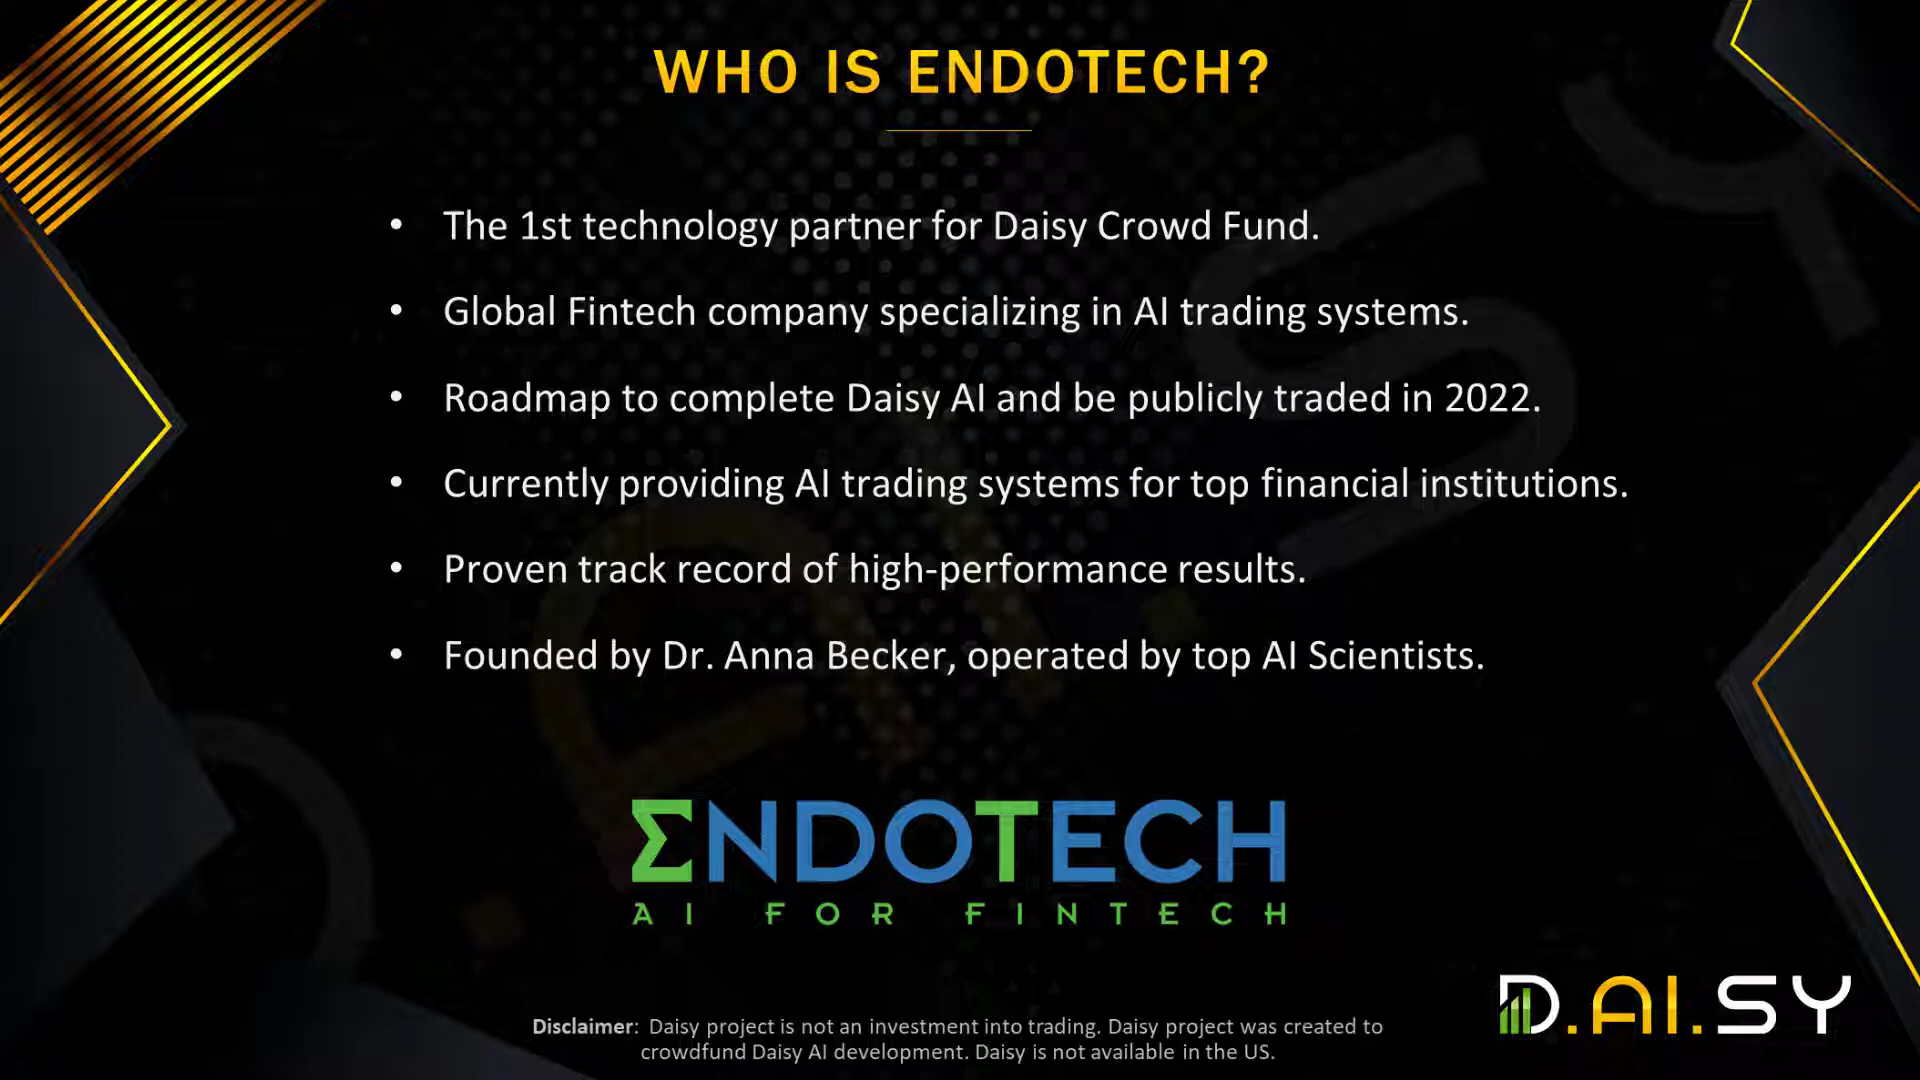 WHO IS ENDOTECH?
• The 1st technology partner for Daisy Crowd Fund.
• Global Fintech company specializing in AI trading systems.
• Roadmap to complete Daisy AI and be publicly traded in 2022.
• Currently providing AI trading systems for top financial institutions.
• Proven track record of high-performance results.
• Founded by Dr. Anna Becker, operated by top AI Scientists.
ΣNDOTECH
AI FOR FINTECH
D.AI.SY
Disclaimer: Daisy project is not an investment into trading. Daisy project was created to
crowdfund Daisy AI development. Daisy is not available in the US.